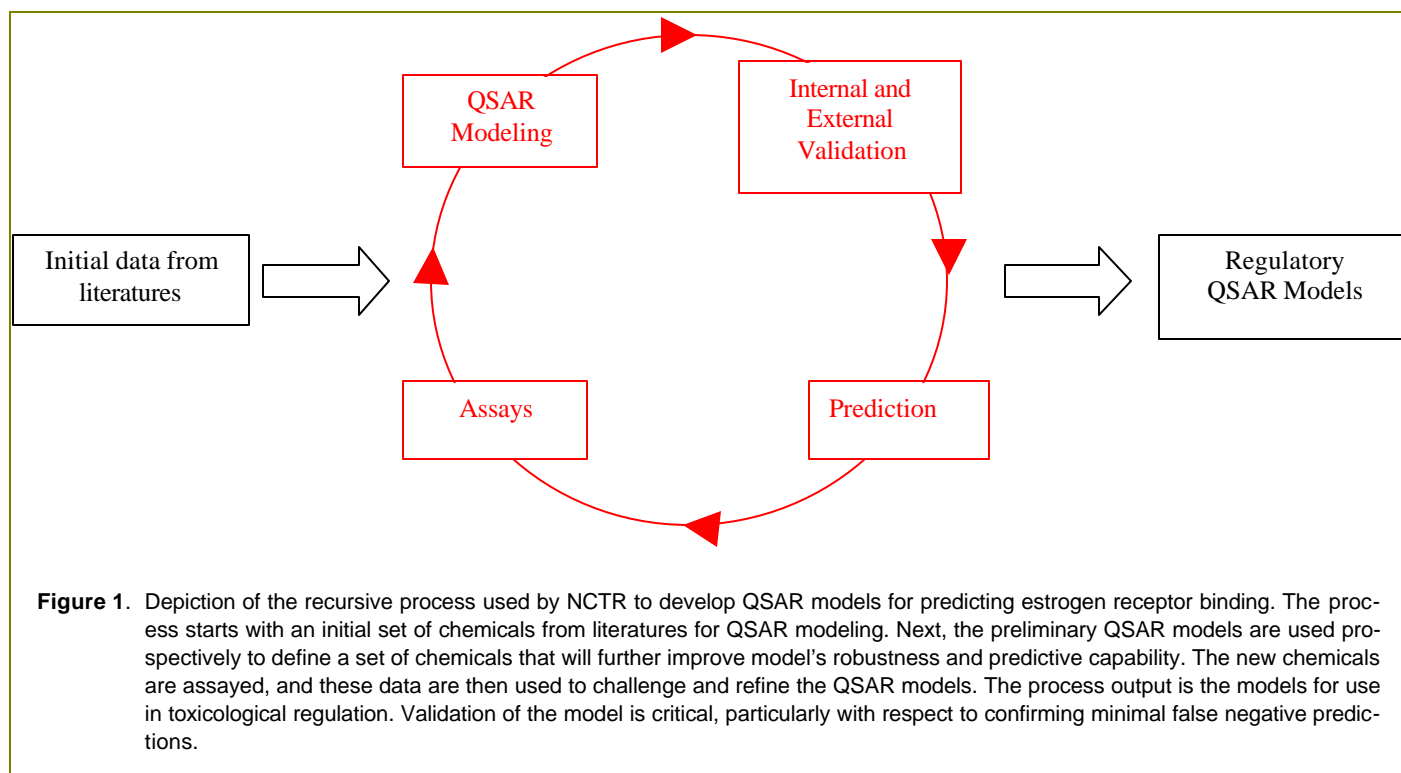 QSAR
Modeling
Internal and
External
Validation
Initial data from
literatures
Regulatory
QSAR Models
Assays
Prediction
Figure 1. Depiction of the recursive process used by NCTR to develop QSAR models for predicting estrogen receptor binding. The proc-
ess starts with an initial set of chemicals from literatures for QSAR modeling. Next, the preliminary QSAR models are used pro-
spectively to define a set of chemicals that will further improve model's robustness and predictive capability. The new chemicals
are assayed, and these data are then used to challenge and refine the QSAR models. The process output is the models for use
in toxicological regulation. Validation of the model is critical, particularly with respect to confirming minimal false negative predic-
tions.